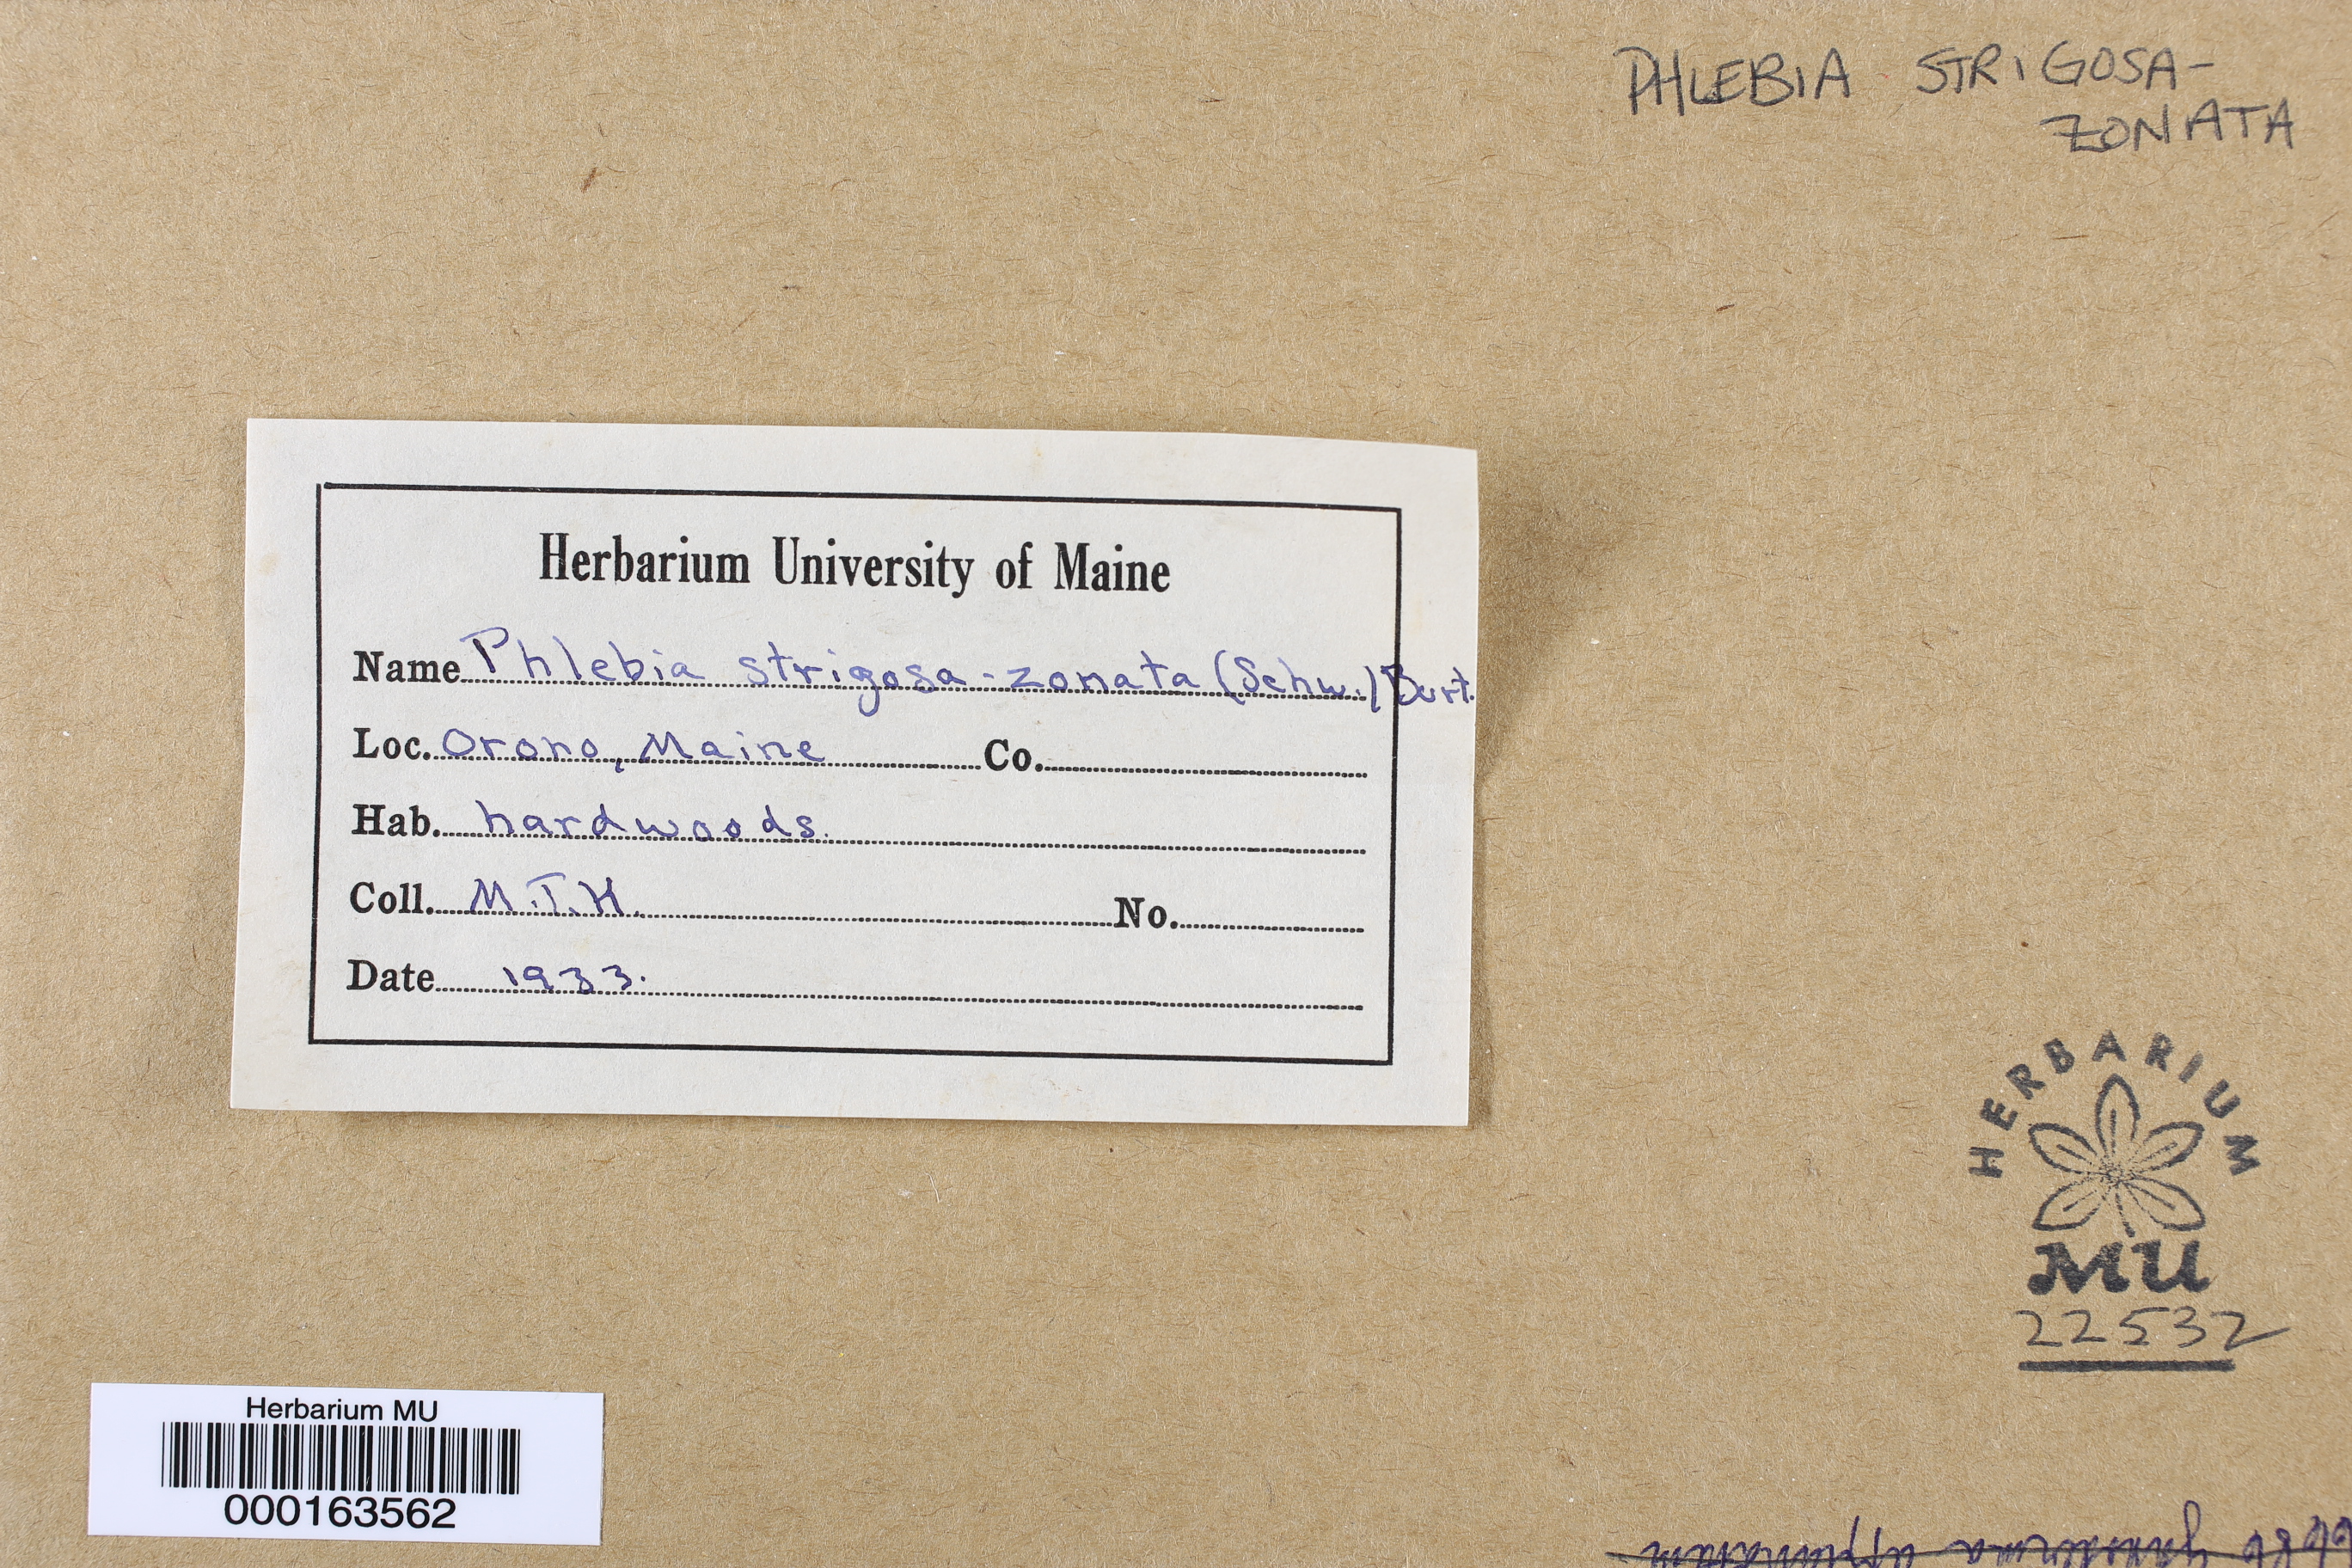 PHLEBIA STRIGOSA-
ZONATA
Herbarium University of Maine
Name Phlebia strigosa-zonata (Schw.) Burt.
Loc. Orono, Maine Co.
Hab. hardwoods.
Coll. M.T.H. No.
Date 1933.
HERBARIUM
MU
22532
Herbarium MU
000163562
applanatum